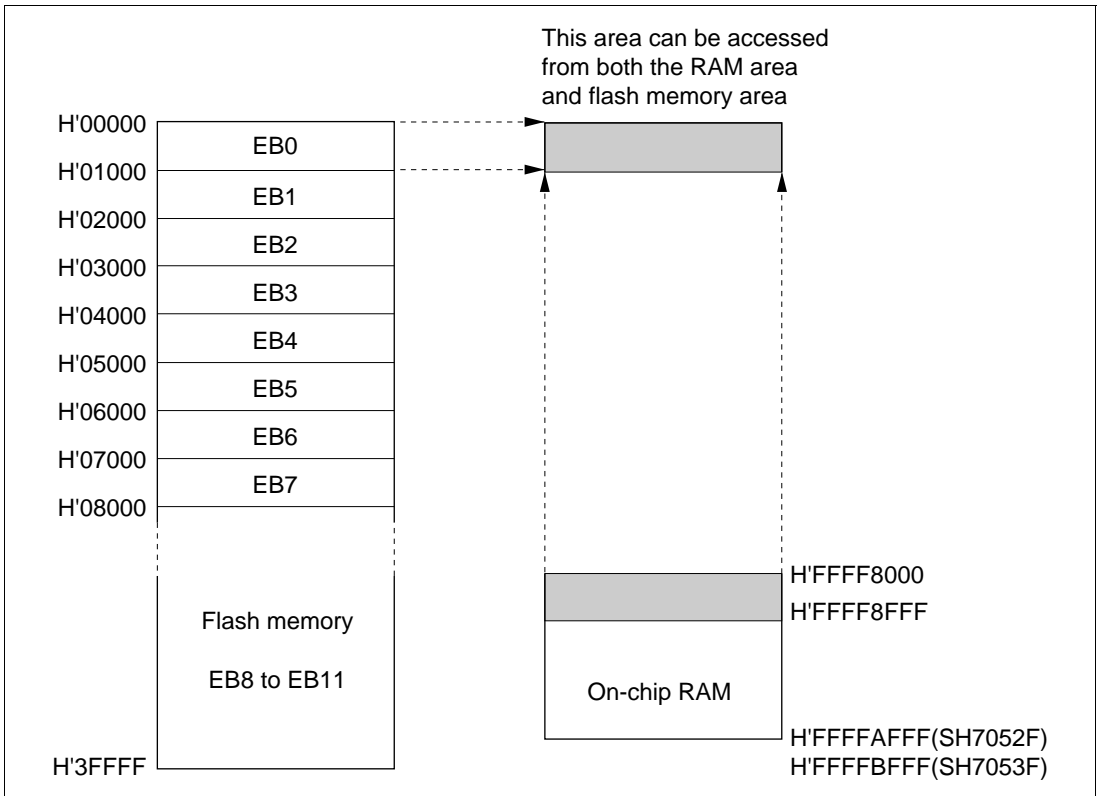 This area can be accessed
from both the RAM area
and flash memory area
H'00000
EB0
H'01000
EB1
H'02000
EB2
H'03000
EB3
H'04000
EB4
H'05000
EB5
H'06000
EB6
H'07000
EB7
H'08000
H'FFFF8000
H'FFFF8FFF
Flash memory
EB8 to EB11
On-chip RAM
H'FFFFAFFF(SH7052F)
H'3FFFF
H'FFFFBFFF(SH7053F)